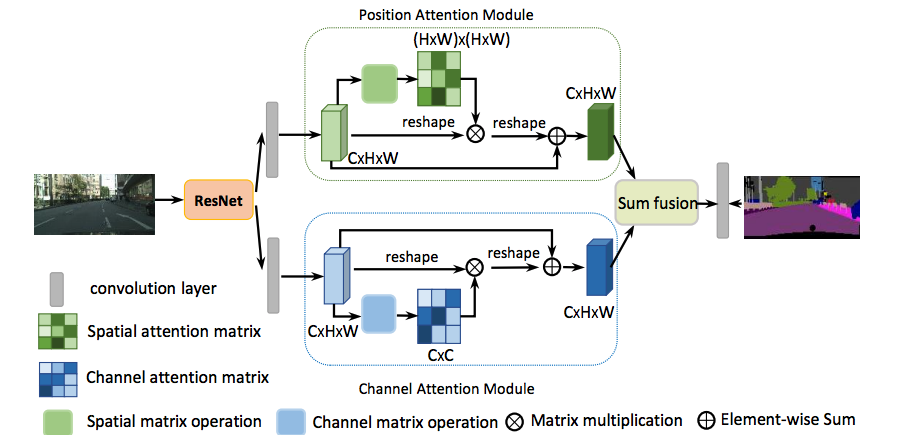 Position Attention Module
(HxW)x(HxW)
CxHxW
reshape
reshape
CxHxW
ResNet
Sum fusion
reshape
reshape
convolution layer
CxHxW
CxHxW
Spatial attention matrix
CxC
Channel attention matrix
Channel Attention Module
Spatial matrix operation
Channel matrix operation
Matrix multiplication
Element-wise Sum